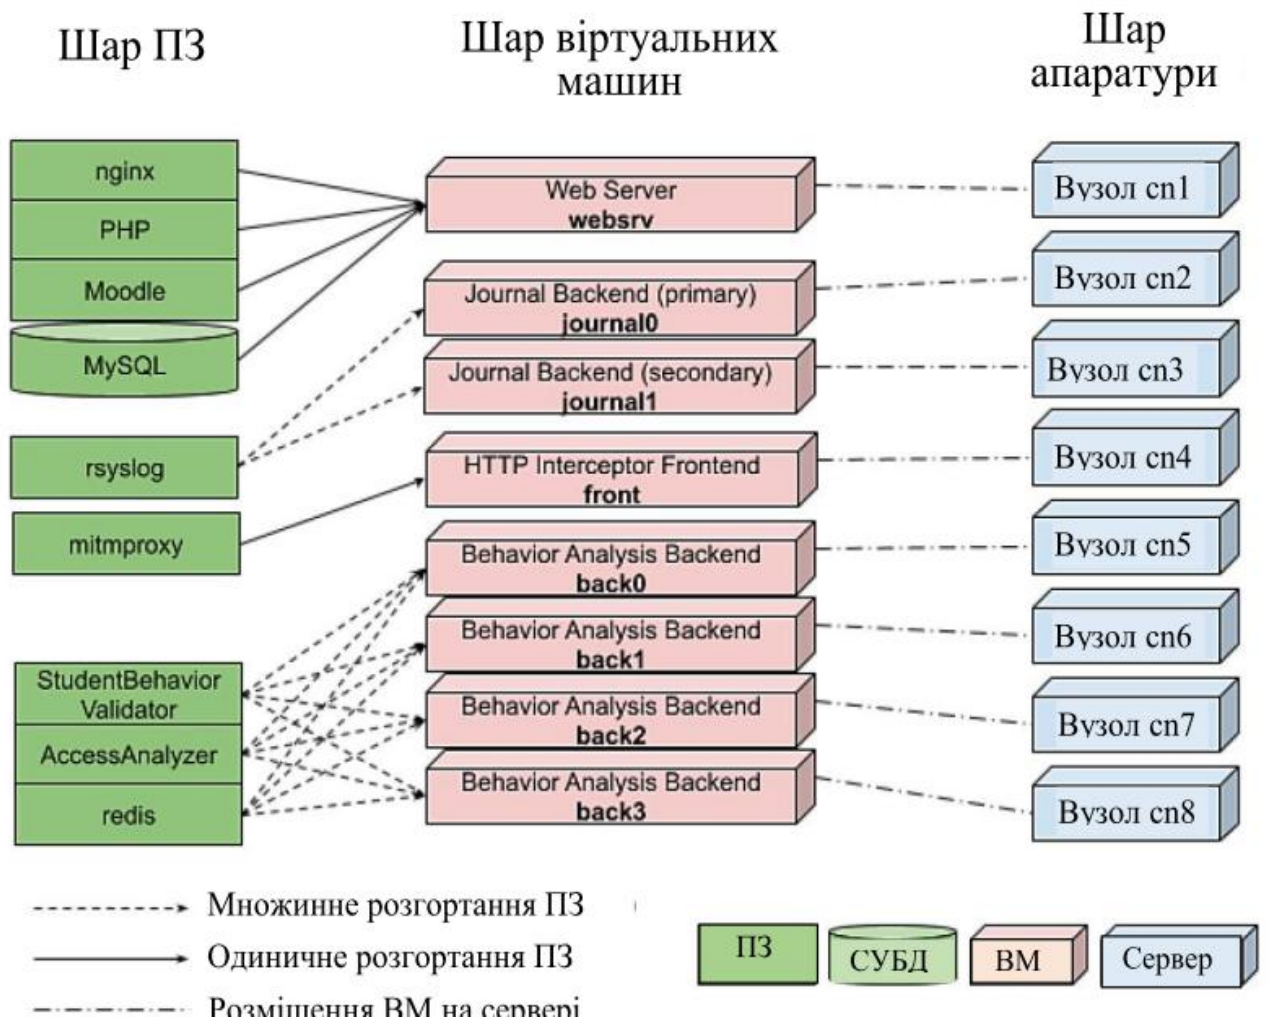 Шар ПЗ
Шар віртуальних
машин
Шар
апаратури
nginx
PHP
Moodle
MySQL
rsyslog
mitmproxy
StudentBehavior
Validator
AccessAnalyzer
redis
Web Server
websrv
Journal Backend (primary)
journal0
Journal Backend (secondary)
journal1
HTTP Interceptor Frontend
front
Behavior Analysis Backend
back0
Behavior Analysis Backend
back1
Behavior Analysis Backend
back2
Behavior Analysis Backend
back3
Вузол cn1
Вузол cn2
Вузол cn3
Вузол cn4
Вузол cn5
Вузол cn6
Вузол cn7
Вузол cn8
Множинне розгортання ПЗ
Одиничне розгортання ПЗ
Розміщення ВМ на сервері
ПЗ
СУБД
ВМ
Сервер